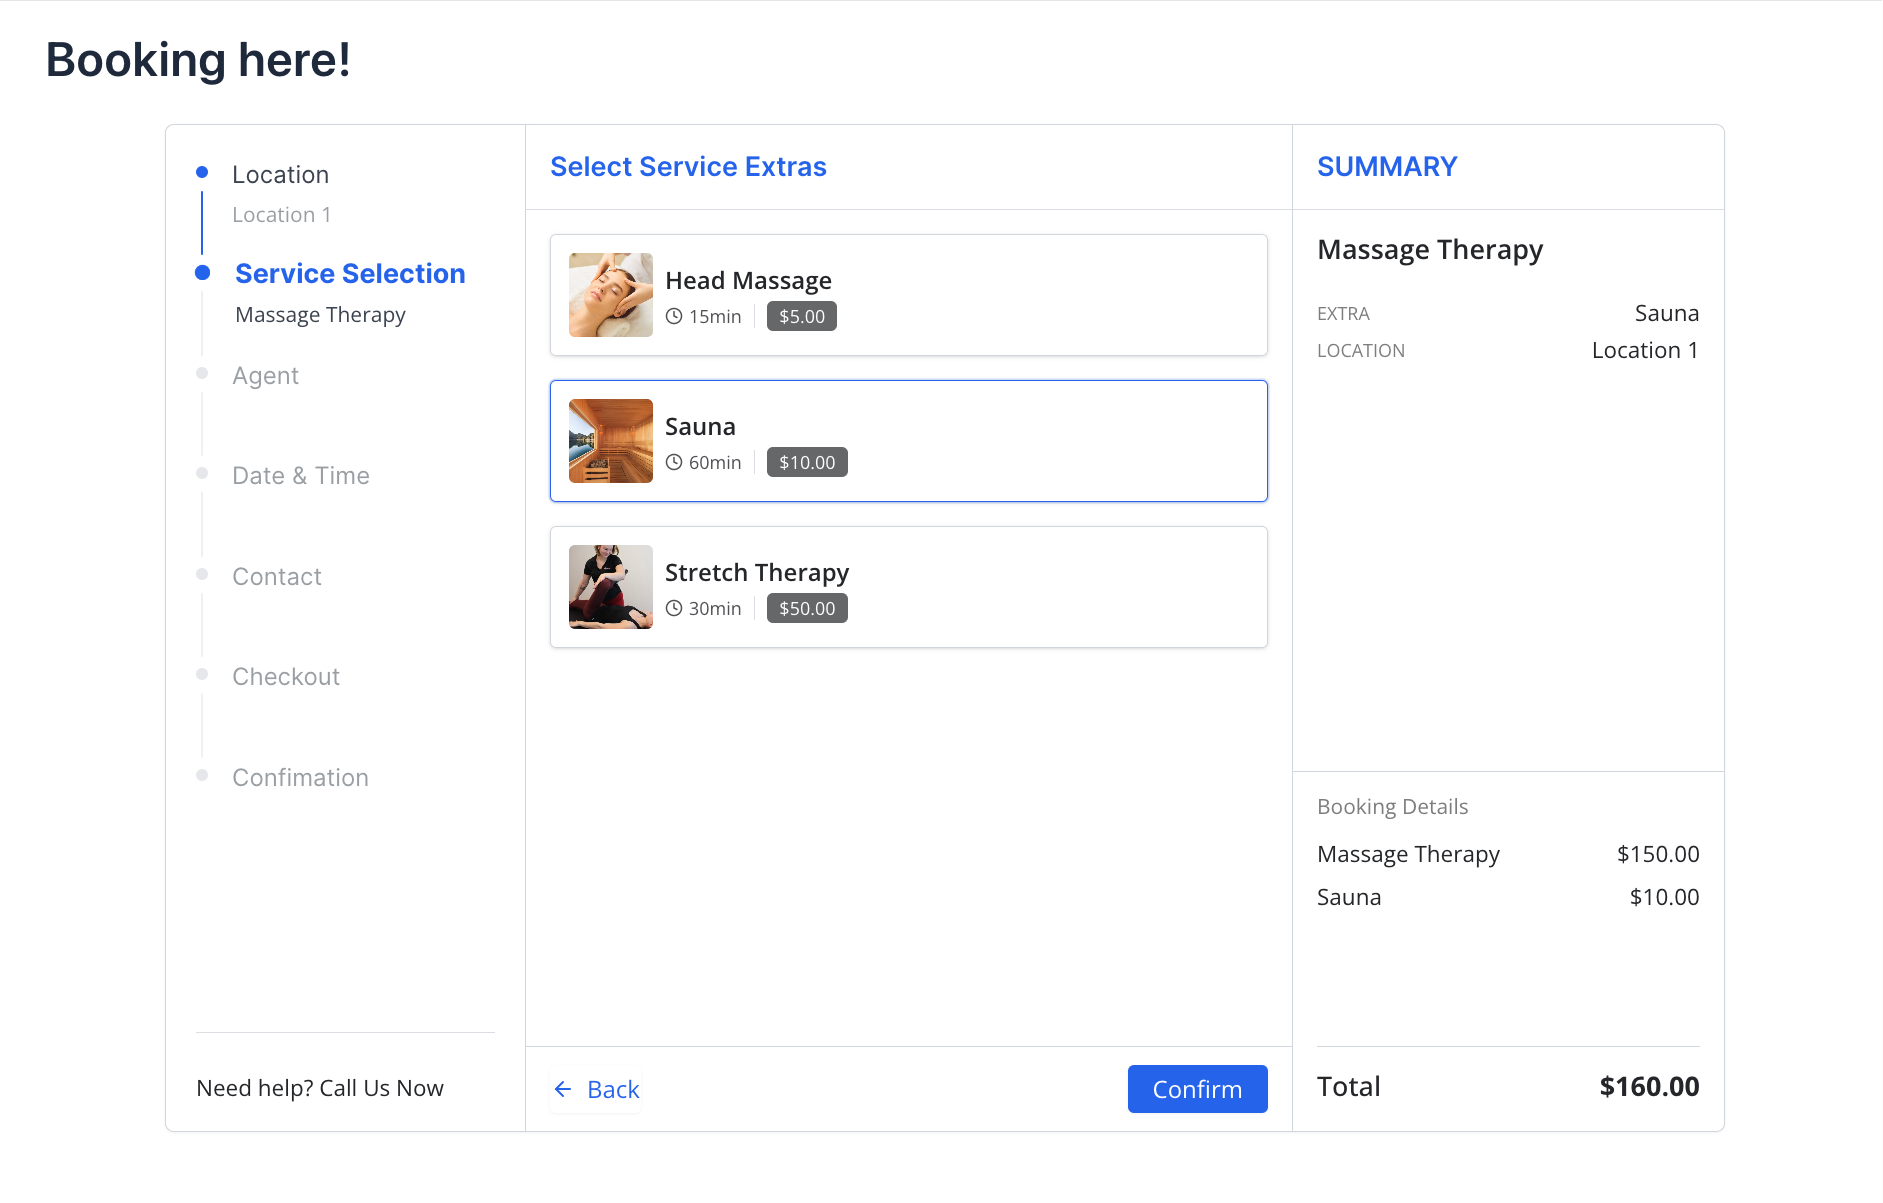 Booking here!
Location
Location 1
Service Selection
Massage Therapy
Agent
Date & Time
Contact
Checkout
Confimation
Need help? Call Us Now
Select Service Extras
Head Massage
15min $5.00
Sauna
60min $10.00
Stretch Therapy
30min $50.00
Back Confirm
SUMMARY
Massage Therapy
EXTRA Sauna
LOCATION Location 1
Booking Details
Massage Therapy $150.00
Sauna $10.00
Total $160.00